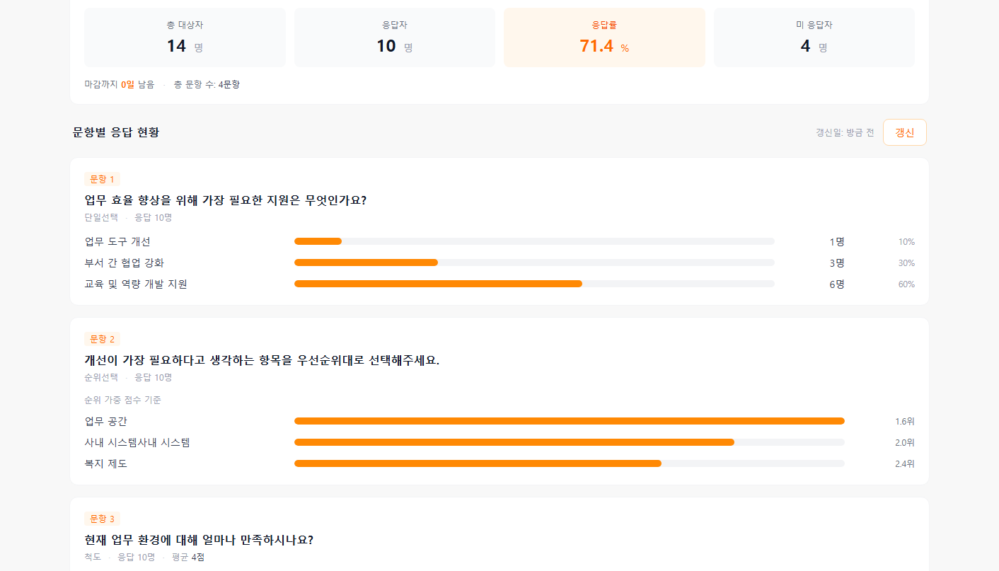 총 대상자
14 명
응답자
10 명
응답률
71.4 %
미 응답자
4 명
마감까지 0일 남음 · 총 문항 수: 4문항
문항별 응답 현황
갱신일: 방금 전
갱신
문항 1
업무 효율 향상을 위해 가장 필요한 지원은 무엇인가요?
단일선택 · 응답 10명
업무 도구 개선 1명 10%
부서 간 협업 강화 3명 30%
교육 및 역량 개발 지원 6명 60%
문항 2
개선이 가장 필요하다고 생각하는 항목을 우선순위대로 선택해주세요.
순위선택 · 응답 10명
순위 가중 점수 기준
업무 공간 1.6위
사내 시스템사내 시스템 2.0위
복지 제도 2.4위
문항 3
현재 업무 환경에 대해 얼마나 만족하시나요?
척도 · 응답 10명 · 평균 4점